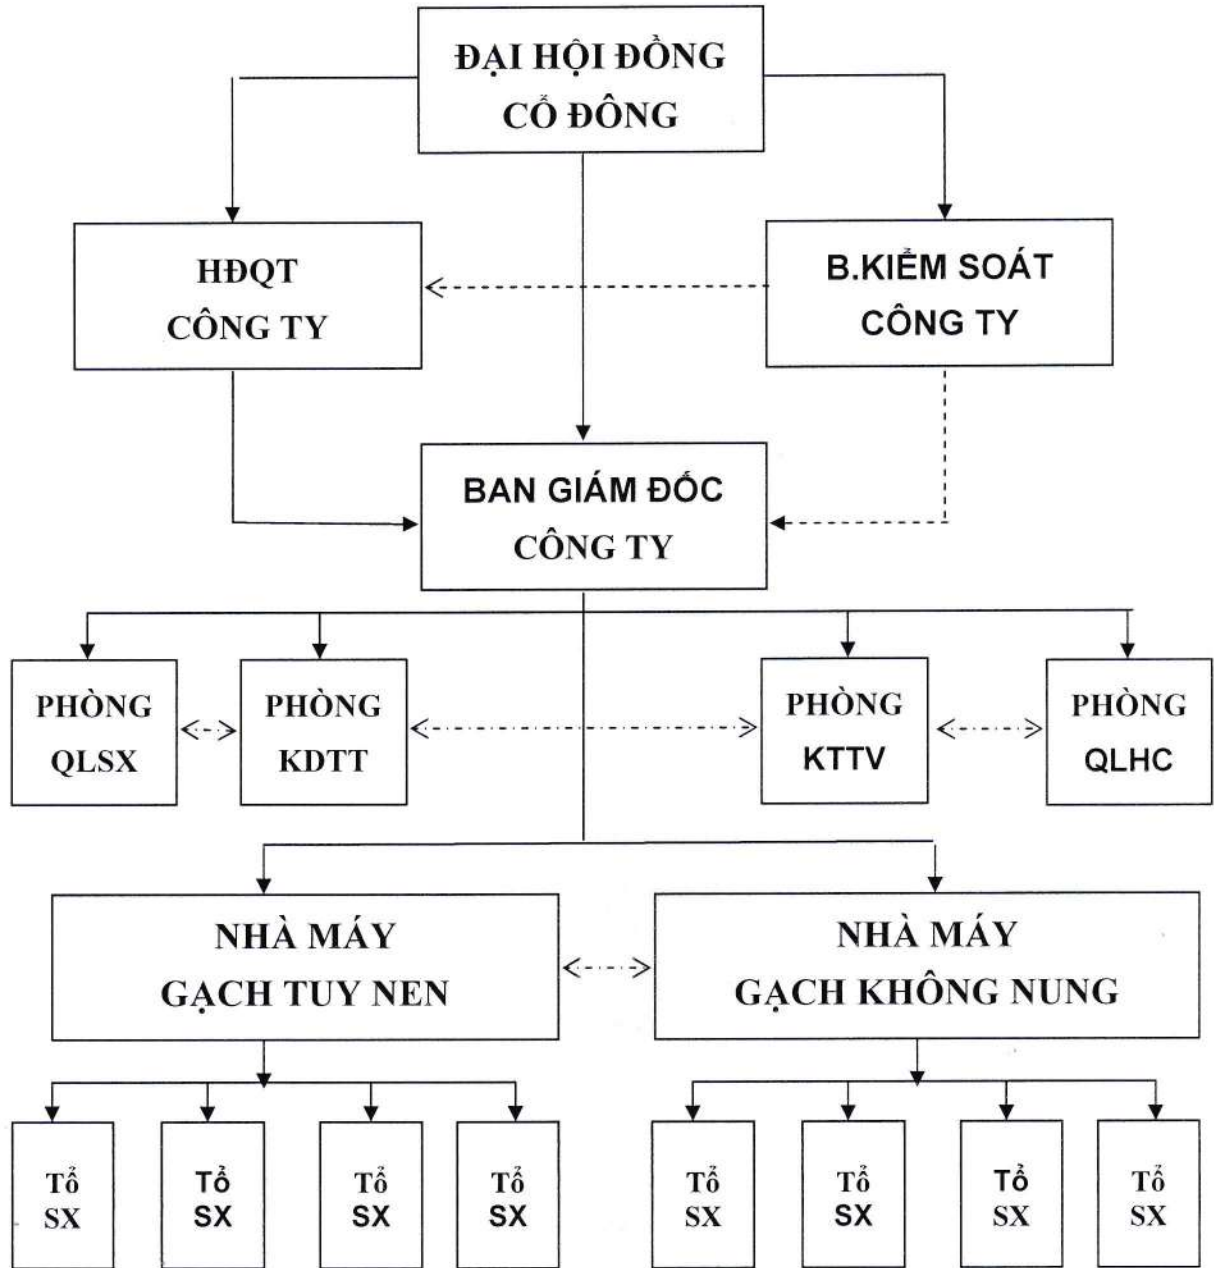 ĐẠI HỘI ĐỒNG
CỔ ĐÔNG
HĐQT
CÔNG TY
B.KIỂM SOÁT
CÔNG TY
BAN GIÁM ĐỐC
CÔNG TY
PHÒNG
QLSX
PHÒNG
KDTT
PHÒNG
KTTV
PHÒNG
QLHC
NHÀ MÁY
GẠCH TUY NEN
NHÀ MÁY
GẠCH KHÔNG NUNG
Tổ
SX
Tổ
SX
Tổ
SX
Tổ
SX
Tổ
SX
Tổ
SX
Tổ
SX
Tổ
SX